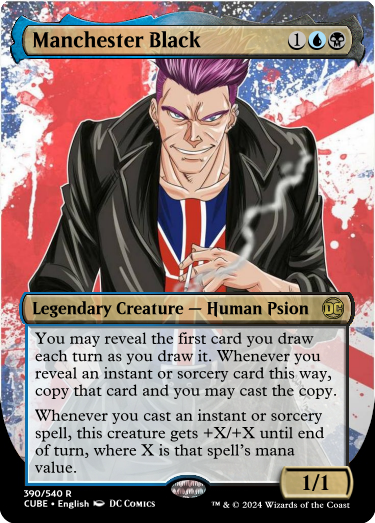 Manchester Black 1
Legendary Creature — Human Psion DC
You may reveal the first card you draw
each turn as you draw it. Whenever you
reveal an instant or sorcery card this way,
copy that card and you may cast the copy.
Whenever you cast an instant or sorcery
spell, this creature gets +X/+X until end
of turn, where X is that spell's mana
value.
1/1
390/540 R
CUBE • English DC COMICS
™ & © 2024 Wizards of the Coast